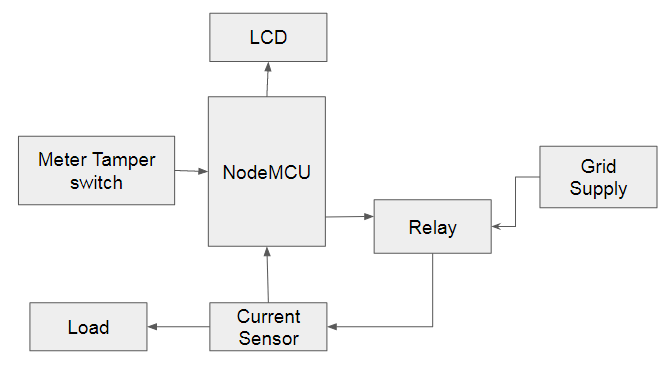 LCD
Meter Tamper
switch
NodeMCU
Grid
Supply
Relay
Load
Current
Sensor